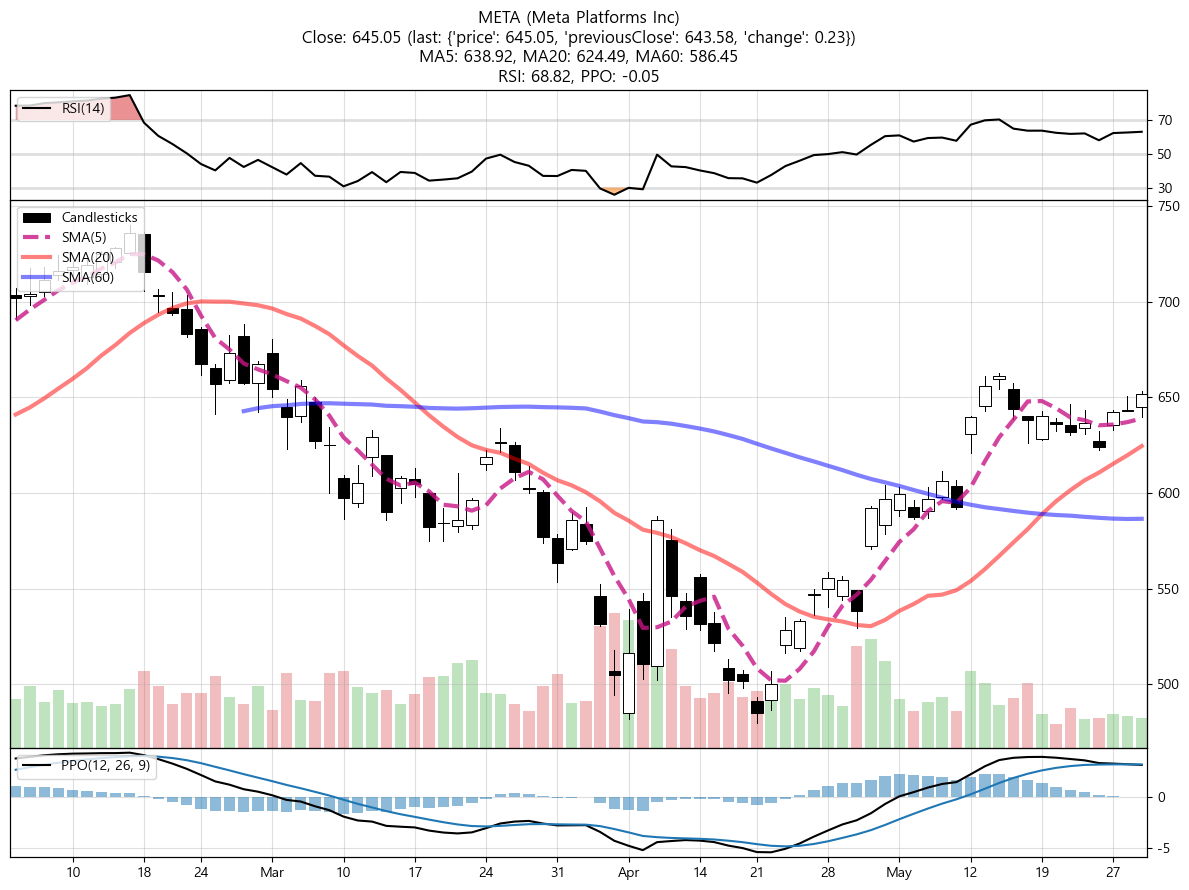 META (Meta Platforms Inc)
Close: 645.05 (last: {'price': 645.05, 'previousClose': 643.58, 'change': 0.23})
MA5: 638.92, MA20: 624.49, MA60: 586.45
RSI: 68.82, PPO: -0.05
RSI(14)
70
50
30
Candlesticks
SMA(5)
SMA(20)
SMA(60)
750
700
650
600
550
500
PPO(12, 26, 9)
0
-5
10 18 24 Mar 10 17 24 31 Apr 14 21 28 May 12 19 27